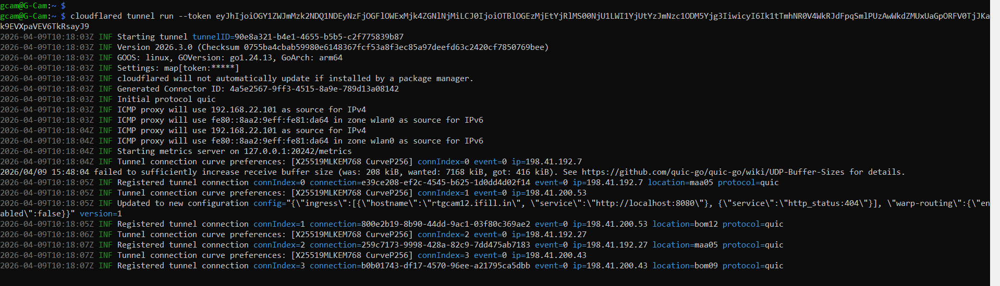 gcam@G-Cam:~ $
gcam@G-Cam:~ $ cloudflared tunnel run --token eyJhIjoiOGY1ZWJmMzk2NDQ1NDEyNzFjOGFlOWExMjk4ZGNlNjMiLCJ0IjoiOTBlOGEzMjEtYjRlMS00NjU1LWI1YjUtYzJmNzc1ODM5Yjg3IiwicyI6Ik1tTmhNR0V4WkRJdFpqSmlPUzAwWkdZMUxUaGpORFV0TjJKa
k9EVXpaVEV6TkRsayJ9
2026-04-09T10:18:03Z INF Starting tunnel tunnelID=90e8a321-b4e1-4655-b5b5-c2f775839b87
2026-04-09T10:18:03Z INF Version 2026.3.0 (Checksum 0755ba4cbab59980e6148367fcf53a8f3ec85a97deefd63c2420cf7850769bee)
2026-04-09T10:18:03Z INF GOOS: linux, GOVersion: go1.24.13, GoArch: arm64
2026-04-09T10:18:03Z INF Settings: map[token:*****]
2026-04-09T10:18:03Z INF cloudflared will not automatically update if installed by a package manager.
2026-04-09T10:18:03Z INF Generated Connector ID: 4a5e2567-9ff3-4515-8a9e-789d13a08142
2026-04-09T10:18:03Z INF Initial protocol quic
2026-04-09T10:18:03Z INF ICMP proxy will use 192.168.22.101 as source for IPv4
2026-04-09T10:18:03Z INF ICMP proxy will use fe80::8aa2:9eff:fe81:da64 in zone wlan0 as source for IPv6
2026-04-09T10:18:04Z INF ICMP proxy will use 192.168.22.101 as source for IPv4
2026-04-09T10:18:04Z INF ICMP proxy will use fe80::8aa2:9eff:fe81:da64 in zone wlan0 as source for IPv6
2026-04-09T10:18:04Z INF Starting metrics server on 127.0.0.1:20242/metrics
2026-04-09T10:18:04Z INF Tunnel connection curve preferences: [X25519MLKEM768 CurveP256] connIndex=0 event=0 ip=198.41.192.7
2026/04/09 15:48:04 failed to sufficiently increase receive buffer size (was: 208 kiB, wanted: 7168 kiB, got: 416 kiB). See https://github.com/quic-go/quic-go/wiki/UDP-Buffer-Sizes for details.
2026-04-09T10:18:05Z INF Registered tunnel connection connIndex=0 connection=e39ce208-ef2c-4545-b625-1d0dd4d02f14 event=0 ip=198.41.192.7 location=maa05 protocol=quic
2026-04-09T10:18:05Z INF Tunnel connection curve preferences: [X25519MLKEM768 CurveP256] connIndex=1 event=0 ip=198.41.200.53
2026-04-09T10:18:05Z INF Updated to new configuration config="{\"ingress\":[{\"hostname\":\"rtgcam12.ifill.in\", \"service\":\"http://localhost:8080\"}, {\"service\":\"http_status:404\"}], \"warp-routing\":{\"en
abled\":false}}" version=1
2026-04-09T10:18:05Z INF Registered tunnel connection connIndex=1 connection=800e2b19-8b90-44dd-9ac1-03f80c369ae2 event=0 ip=198.41.200.53 location=bom12 protocol=quic
2026-04-09T10:18:06Z INF Tunnel connection curve preferences: [X25519MLKEM768 CurveP256] connIndex=2 event=0 ip=198.41.192.27
2026-04-09T10:18:07Z INF Registered tunnel connection connIndex=2 connection=259c7173-9998-428a-82c9-7dd475ab7183 event=0 ip=198.41.192.27 location=maa05 protocol=quic
2026-04-09T10:18:07Z INF Tunnel connection curve preferences: [X25519MLKEM768 CurveP256] connIndex=3 event=0 ip=198.41.200.43
2026-04-09T10:18:07Z INF Registered tunnel connection connIndex=3 connection=b0b01743-df17-4570-96ee-a21795ca5dbb event=0 ip=198.41.200.43 location=bom09 protocol=quic